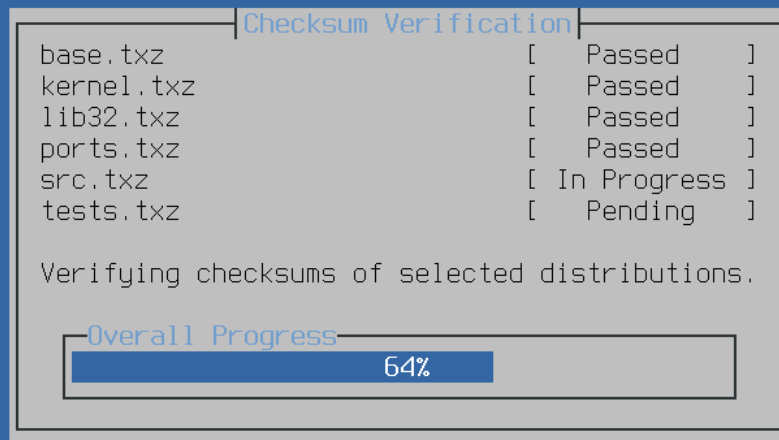 Checksum Verification
base.txz [ Passed ]
kernel.txz [ Passed ]
lib32.txz [ Passed ]
ports.txz [ Passed ]
src.txz [ In Progress ]
tests.txz [ Pending ]
Verifying checksums of selected distributions.
Overall Progress
64%